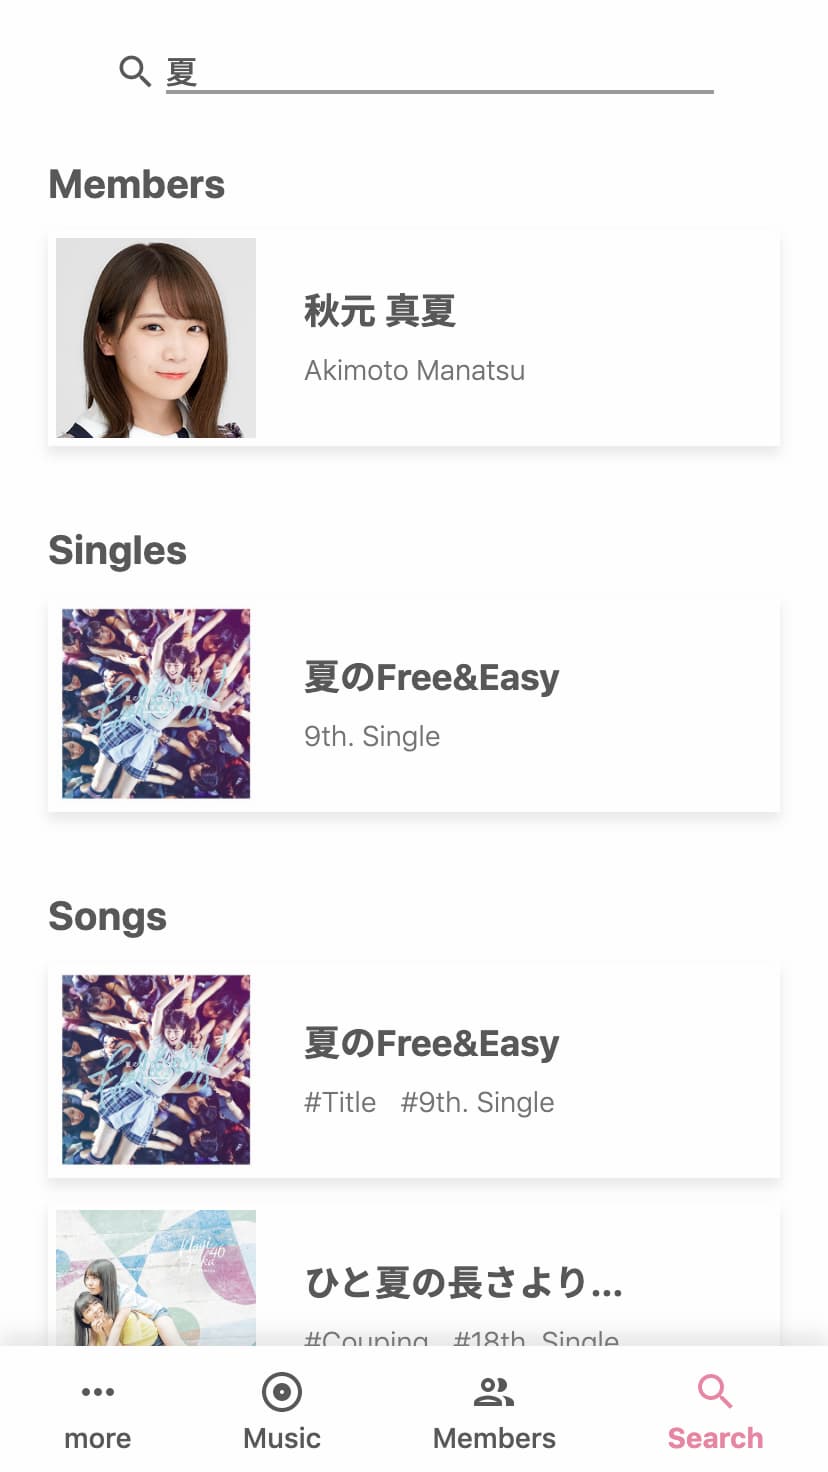 夏
Members
秋元 真夏
Akimoto Manatsu
Singles
夏のFree&Easy
9th. Single
Songs
夏のFree&Easy
#Title #9th. Single
ひと夏の長さより...
#Couping #18th. Single
more
Music
Members
Search